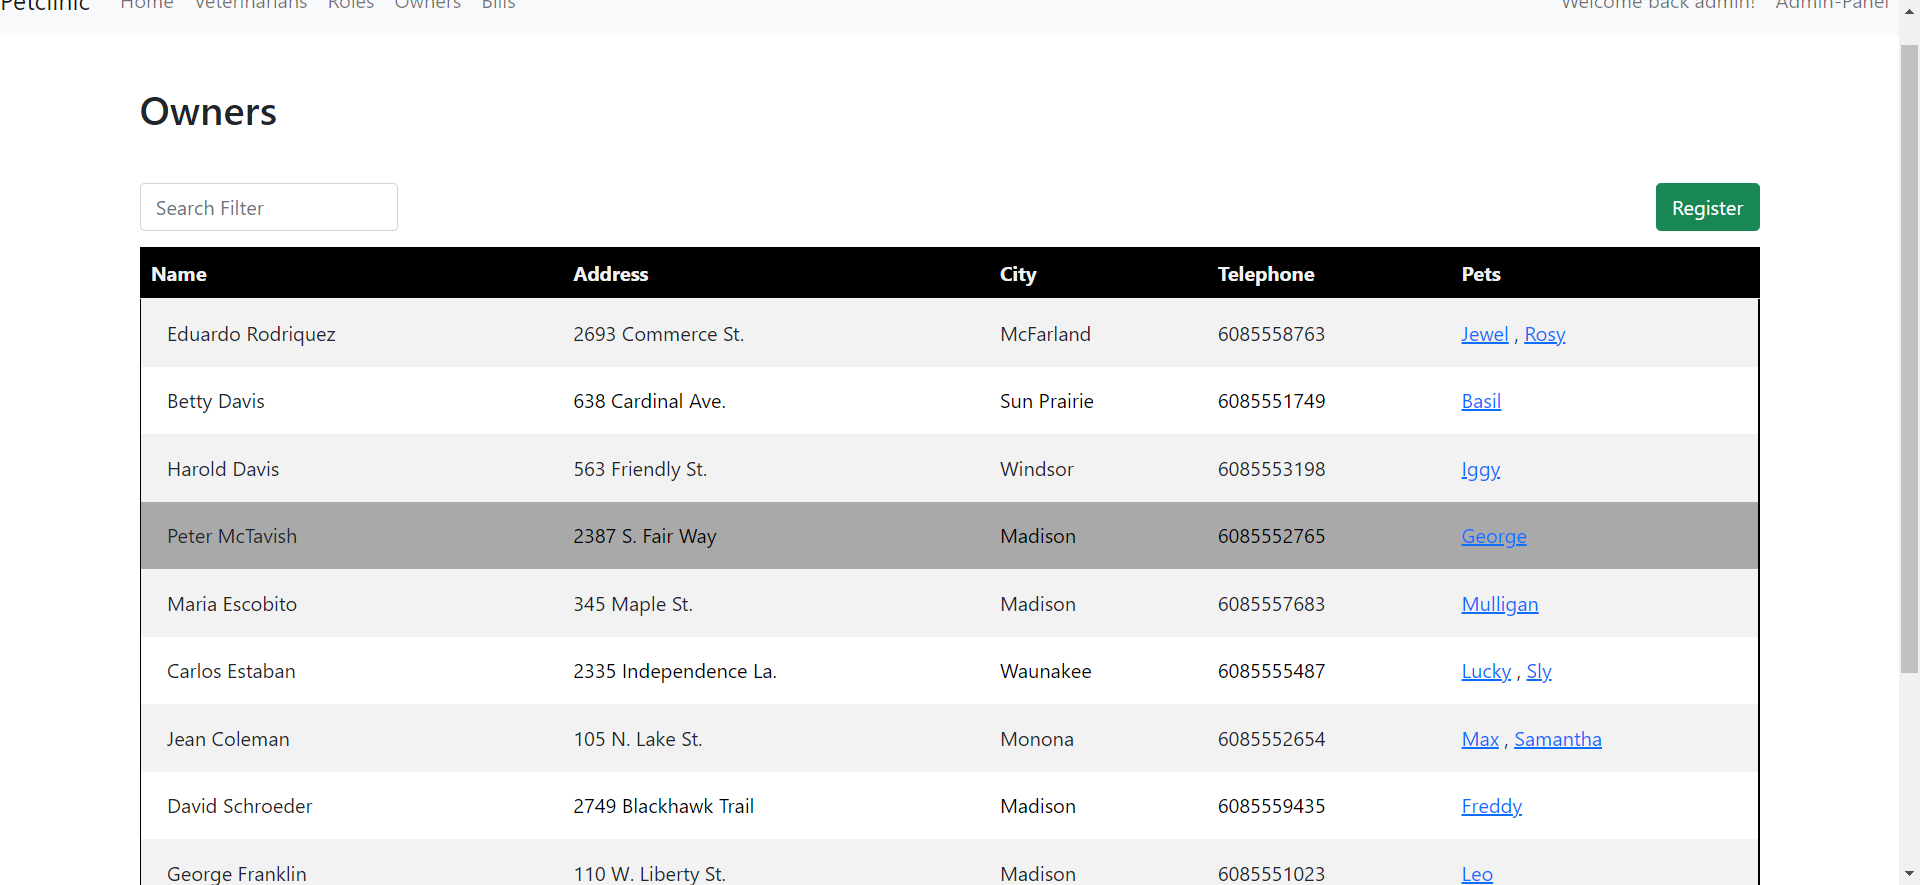 Petclinic Home Veterinarians Roles Owners Bills Welcome back admin! Admin-Panel
Owners
Search Filter Register
Name Address City Telephone Pets
Eduardo Rodriquez 2693 Commerce St. McFarland 6085558763 Jewel , Rosy
Betty Davis 638 Cardinal Ave. Sun Prairie 6085551749 Basil
Harold Davis 563 Friendly St. Windsor 6085553198 Iggy
Peter McTavish 2387 S. Fair Way Madison 6085552765 George
Maria Escobito 345 Maple St. Madison 6085557683 Mulligan
Carlos Estaban 2335 Independence La. Waunakee 6085555487 Lucky , Sly
Jean Coleman 105 N. Lake St. Monona 6085552654 Max , Samantha
David Schroeder 2749 Blackhawk Trail Madison 6085559435 Freddy
George Franklin 110 W. Liberty St. Madison 6085551023 Leo